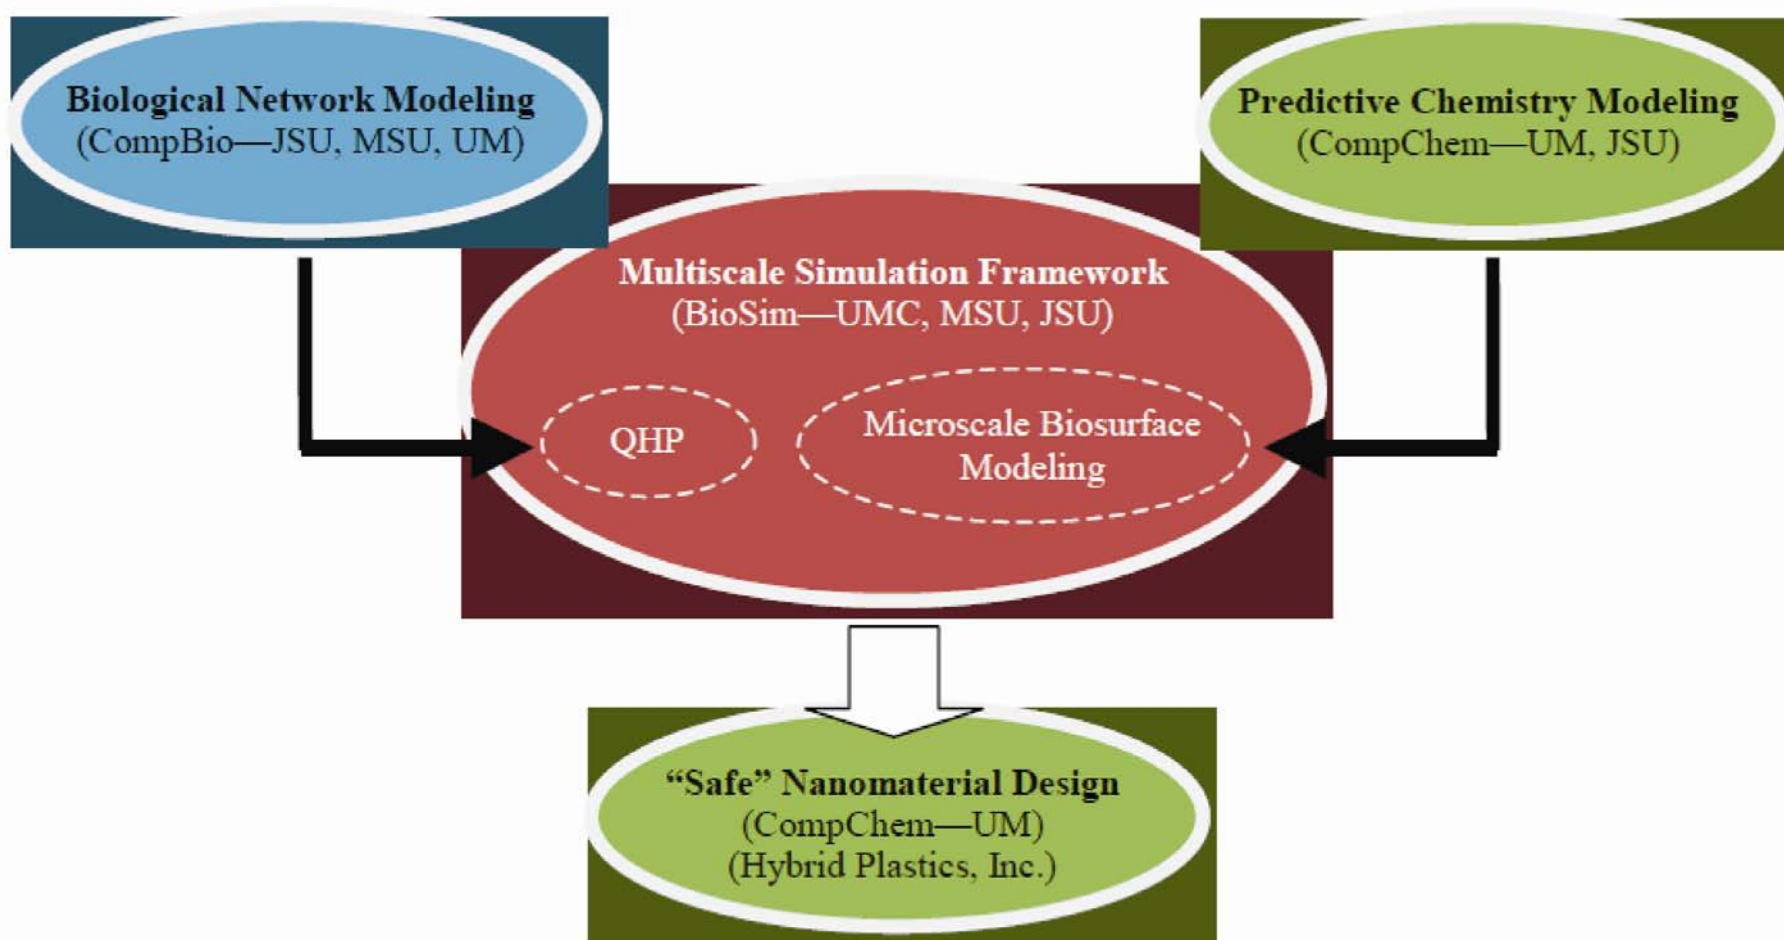 Biological Network Modeling
(CompBio—JSU, MSU, UM)
Predictive Chemistry Modeling
(CompChem—UM, JSU)
Multiscale Simulation Framework
(BioSim—UMC, MSU, JSU)
QHP
Microscale Biosurface
Modeling
“Safe” Nanomaterial Design
(CompChem—UM)
(Hybrid Plastics, Inc.)